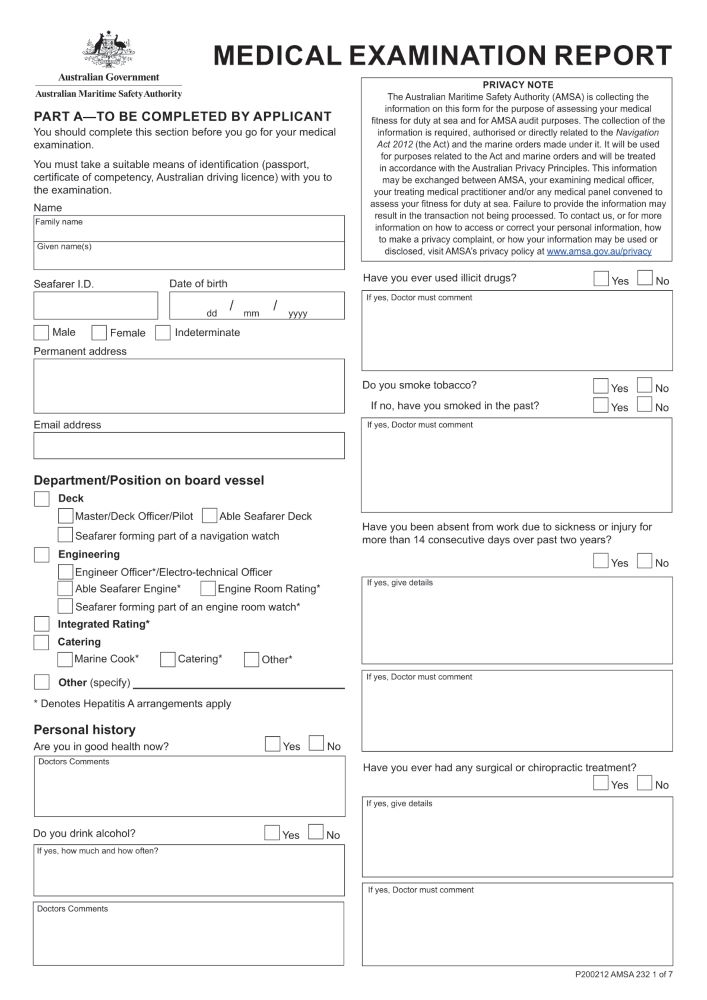 Australian Government
Australian Maritime Safety Authority
MEDICAL EXAMINATION REPORT
PART A—TO BE COMPLETED BY APPLICANT
You should complete this section before you go for your medical
examination.
You must take a suitable means of identification (passport,
certificate of competency, Australian driving licence) with you to
the examination.
Name
Family name
Given name(s)
Seafarer I.D. Date of birth
/ /
dd mm yyyy
Male Female Indeterminate
Permanent address
Email address
Department/Position on board vessel
Deck
Master/Deck Officer/Pilot Able Seafarer Deck
Seafarer forming part of a navigation watch
Engineering
Engineer Officer*/Electro-technical Officer
Able Seafarer Engine* Engine Room Rating*
Seafarer forming part of an engine room watch*
Integrated Rating*
Catering
Marine Cook* Catering* Other*
Other (specify)
* Denotes Hepatitis A arrangements apply
Personal history
Are you in good health now? Yes No
Doctors Comments
Do you drink alcohol? Yes No
If yes, how much and how often?
Doctors Comments
PRIVACY NOTE
The Australian Maritime Safety Authority (AMSA) is collecting the
information on this form for the purpose of assessing your medical
fitness for duty at sea and for AMSA audit purposes. The collection of the
information is required, authorised or directly related to the Navigation
Act 2012 (the Act) and the marine orders made under it. It will be used
for purposes related to the Act and marine orders and will be treated
in accordance with the Australian Privacy Principles. This information
may be exchanged between AMSA, your examining medical officer,
your treating medical practitioner and/or any medical panel convened to
assess your fitness for duty at sea. Failure to provide the information may
result in the transaction not being processed. To contact us, or for more
information on how to access or correct your personal information, how
to make a privacy complaint, or how your information may be used or
disclosed, visit AMSA's privacy policy at www.amsa.gov.au/privacy
Have you ever used illicit drugs? Yes No
If yes, Doctor must comment
Do you smoke tobacco? Yes No
If no, have you smoked in the past? Yes No
If yes, Doctor must comment
Have you been absent from work due to sickness or injury for
more than 14 consecutive days over past two years?
Yes No
If yes, give details
If yes, Doctor must comment
Have you ever had any surgical or chiropractic treatment?
Yes No
If yes, give details
If yes, Doctor must comment
P200212 AMSA 232 1 of 7